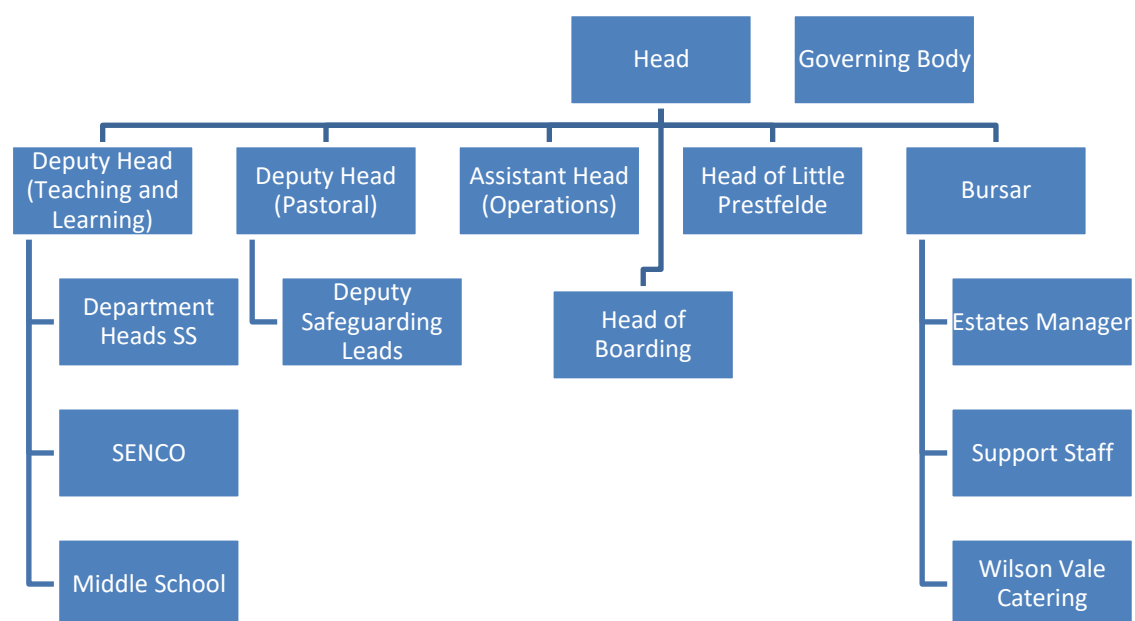 Head
Governing Body
Deputy Head
(Teaching and
Learning)
Deputy Head
(Pastoral)
Assistant Head
(Operations)
Head of Little
Prestfelde
Bursar
Department
Heads SS
Deputy
Safeguarding
Leads
Head of
Boarding
Estates Manager
SENCO
Support Staff
Middle School
Wilson Vale
Catering